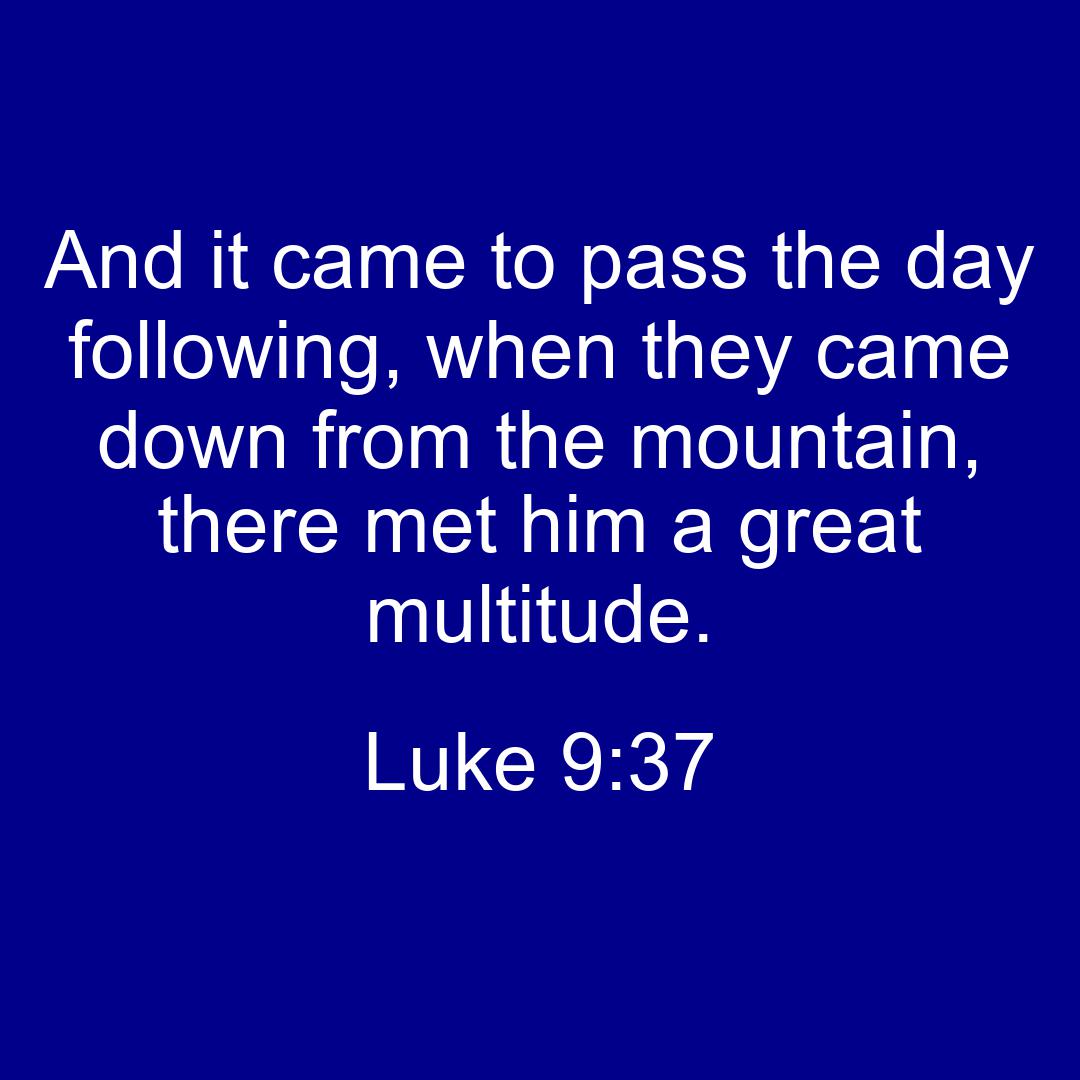 And it came to pass the day
following, when they came
down from the mountain,
there met him a great
multitude.
Luke 9:37